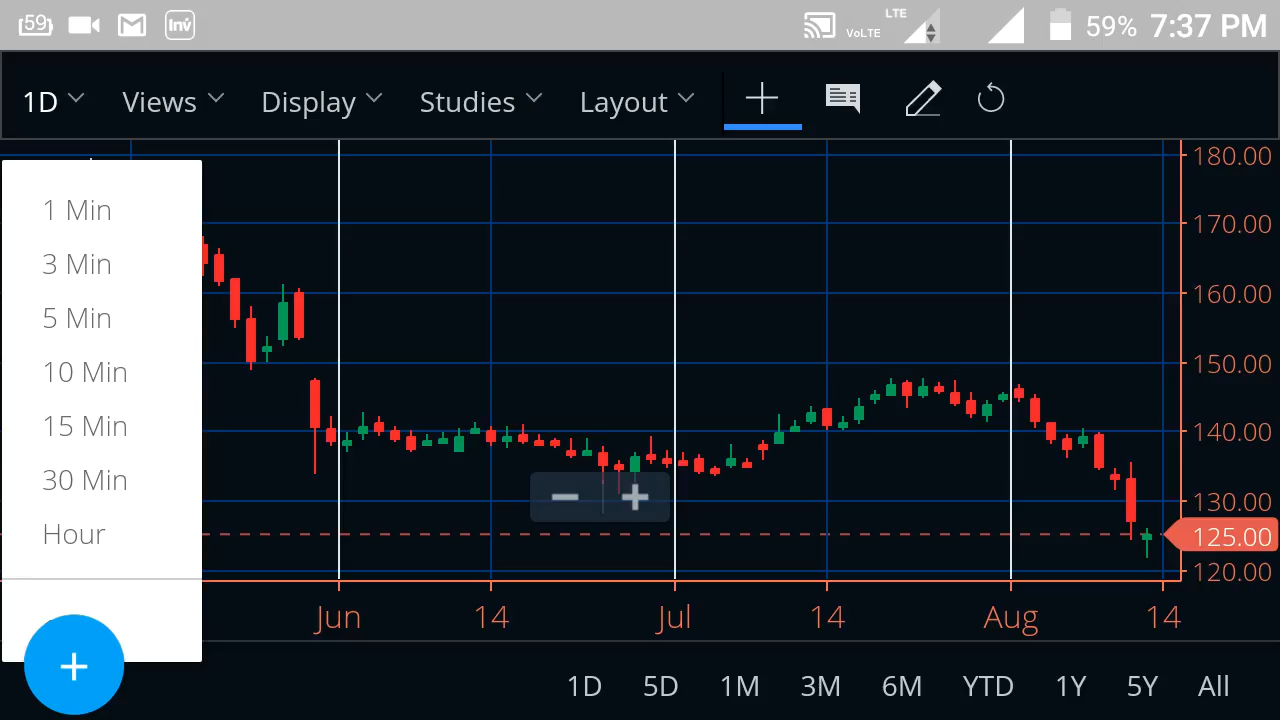 59 Inv VoLTE LTE 59% 7:37 PM
1D Views Display Studies Layout
1 Min
3 Min
5 Min
10 Min
15 Min
30 Min
Hour
180.00
170.00
160.00
150.00
140.00
130.00
125.00
120.00
Jun 14 Jul 14 Aug 14
1D 5D 1M 3M 6M YTD 1Y 5Y All